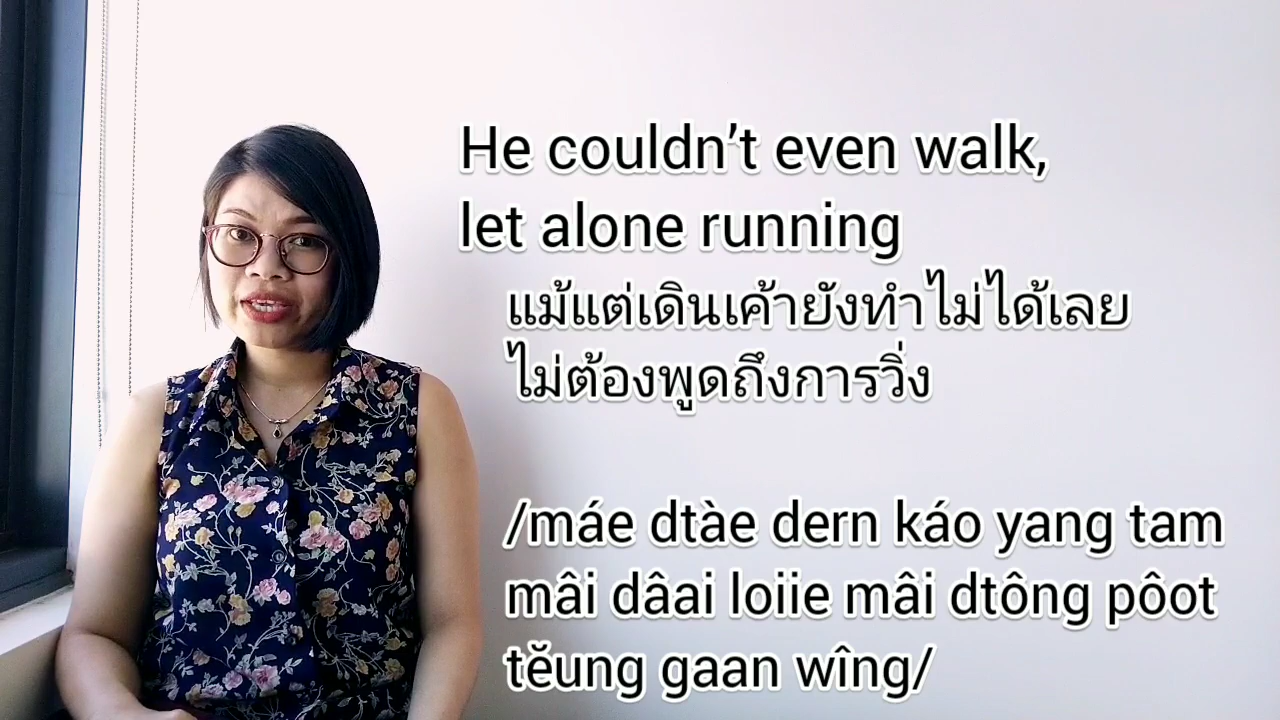 He couldn’t even walk,
let alone running
แม้แต่เดินเค้ายังทำไม่ได้เลย
ไม่ต้องพูดถึงการวิ่ง
/máe dtàe dern káo yang tam
mâi dâai loiie mâi dtông pôot
tĕung gaan wîng/